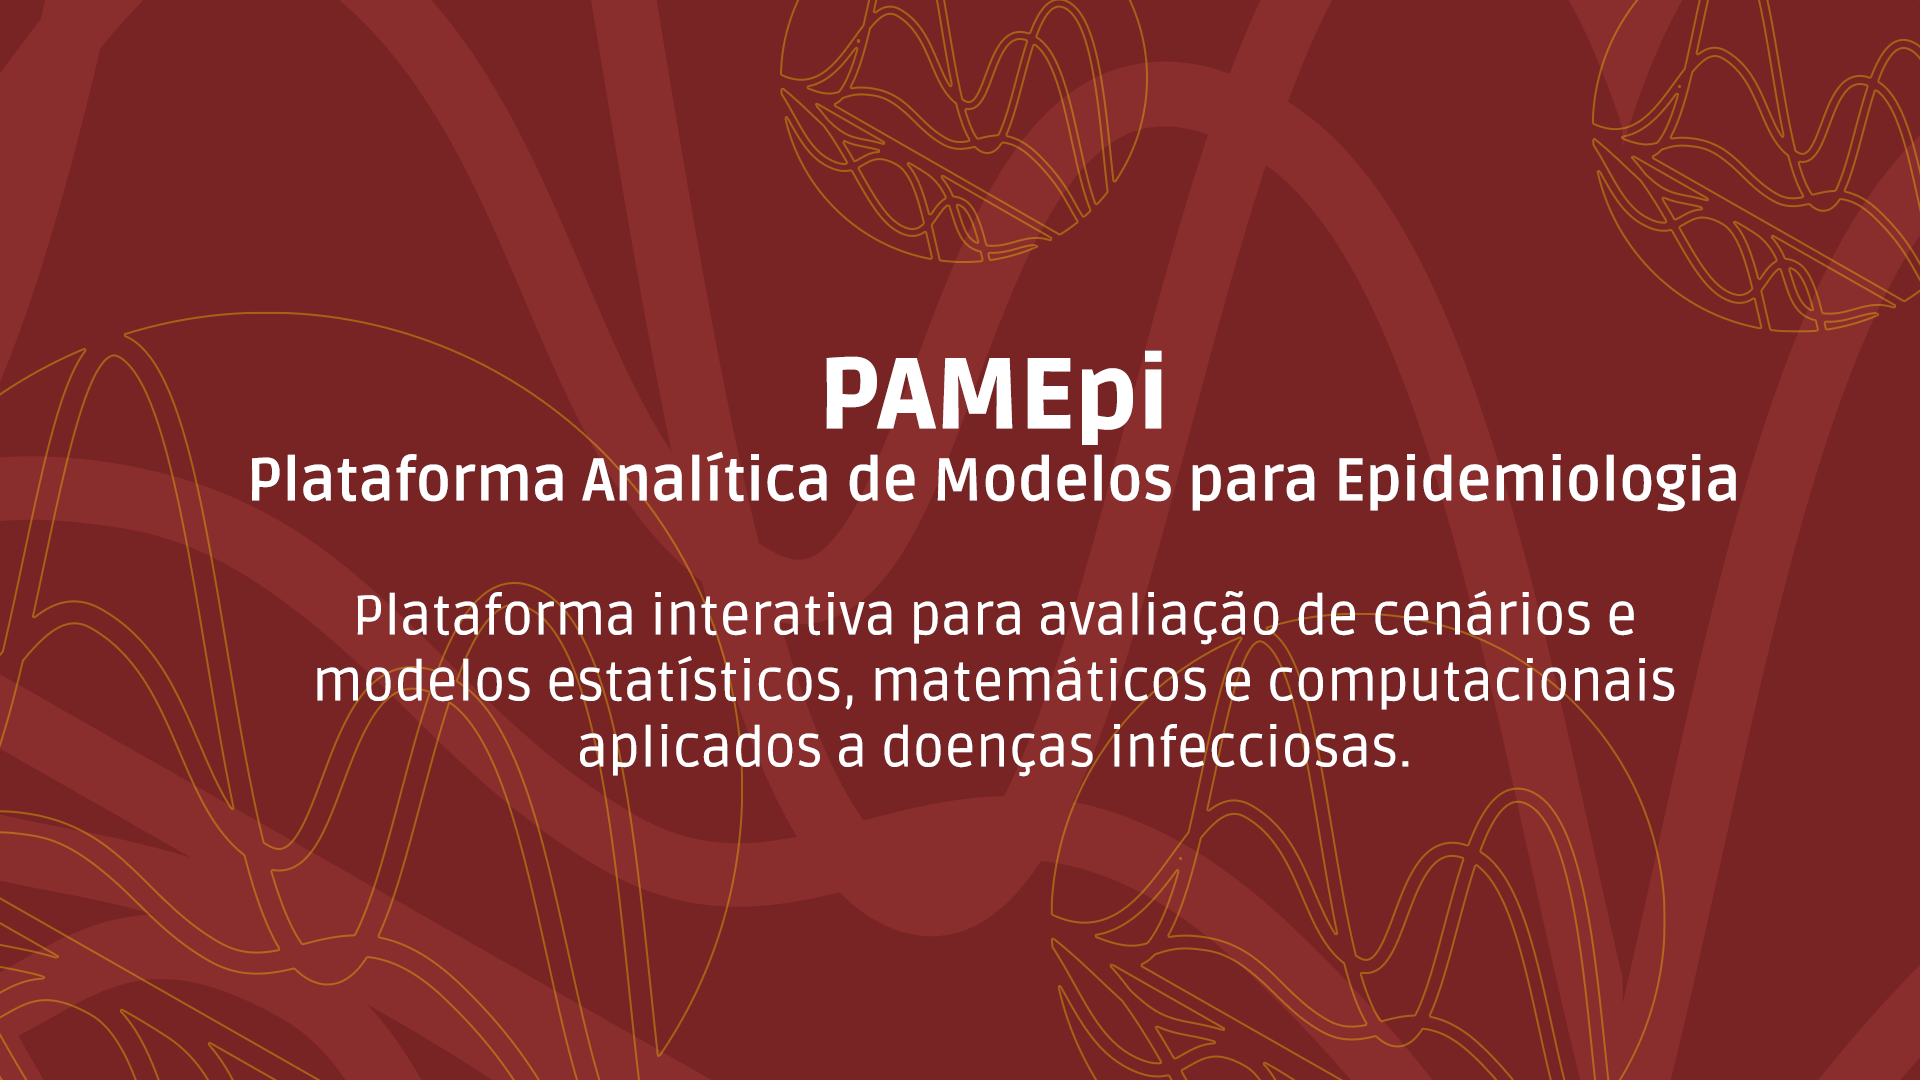 PAMEpi
Plataforma Analítica de Modelos para Epidemiologia
Plataforma interativa para avaliação de cenários e
modelos estatísticos, matemáticos e computacionais
aplicados a doenças infecciosas.